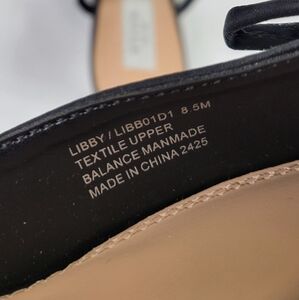 LIBBY / LIBB01D1 8.5M
TEXTILE UPPER
BALANCE MANMADE
MADE IN CHINA 2425